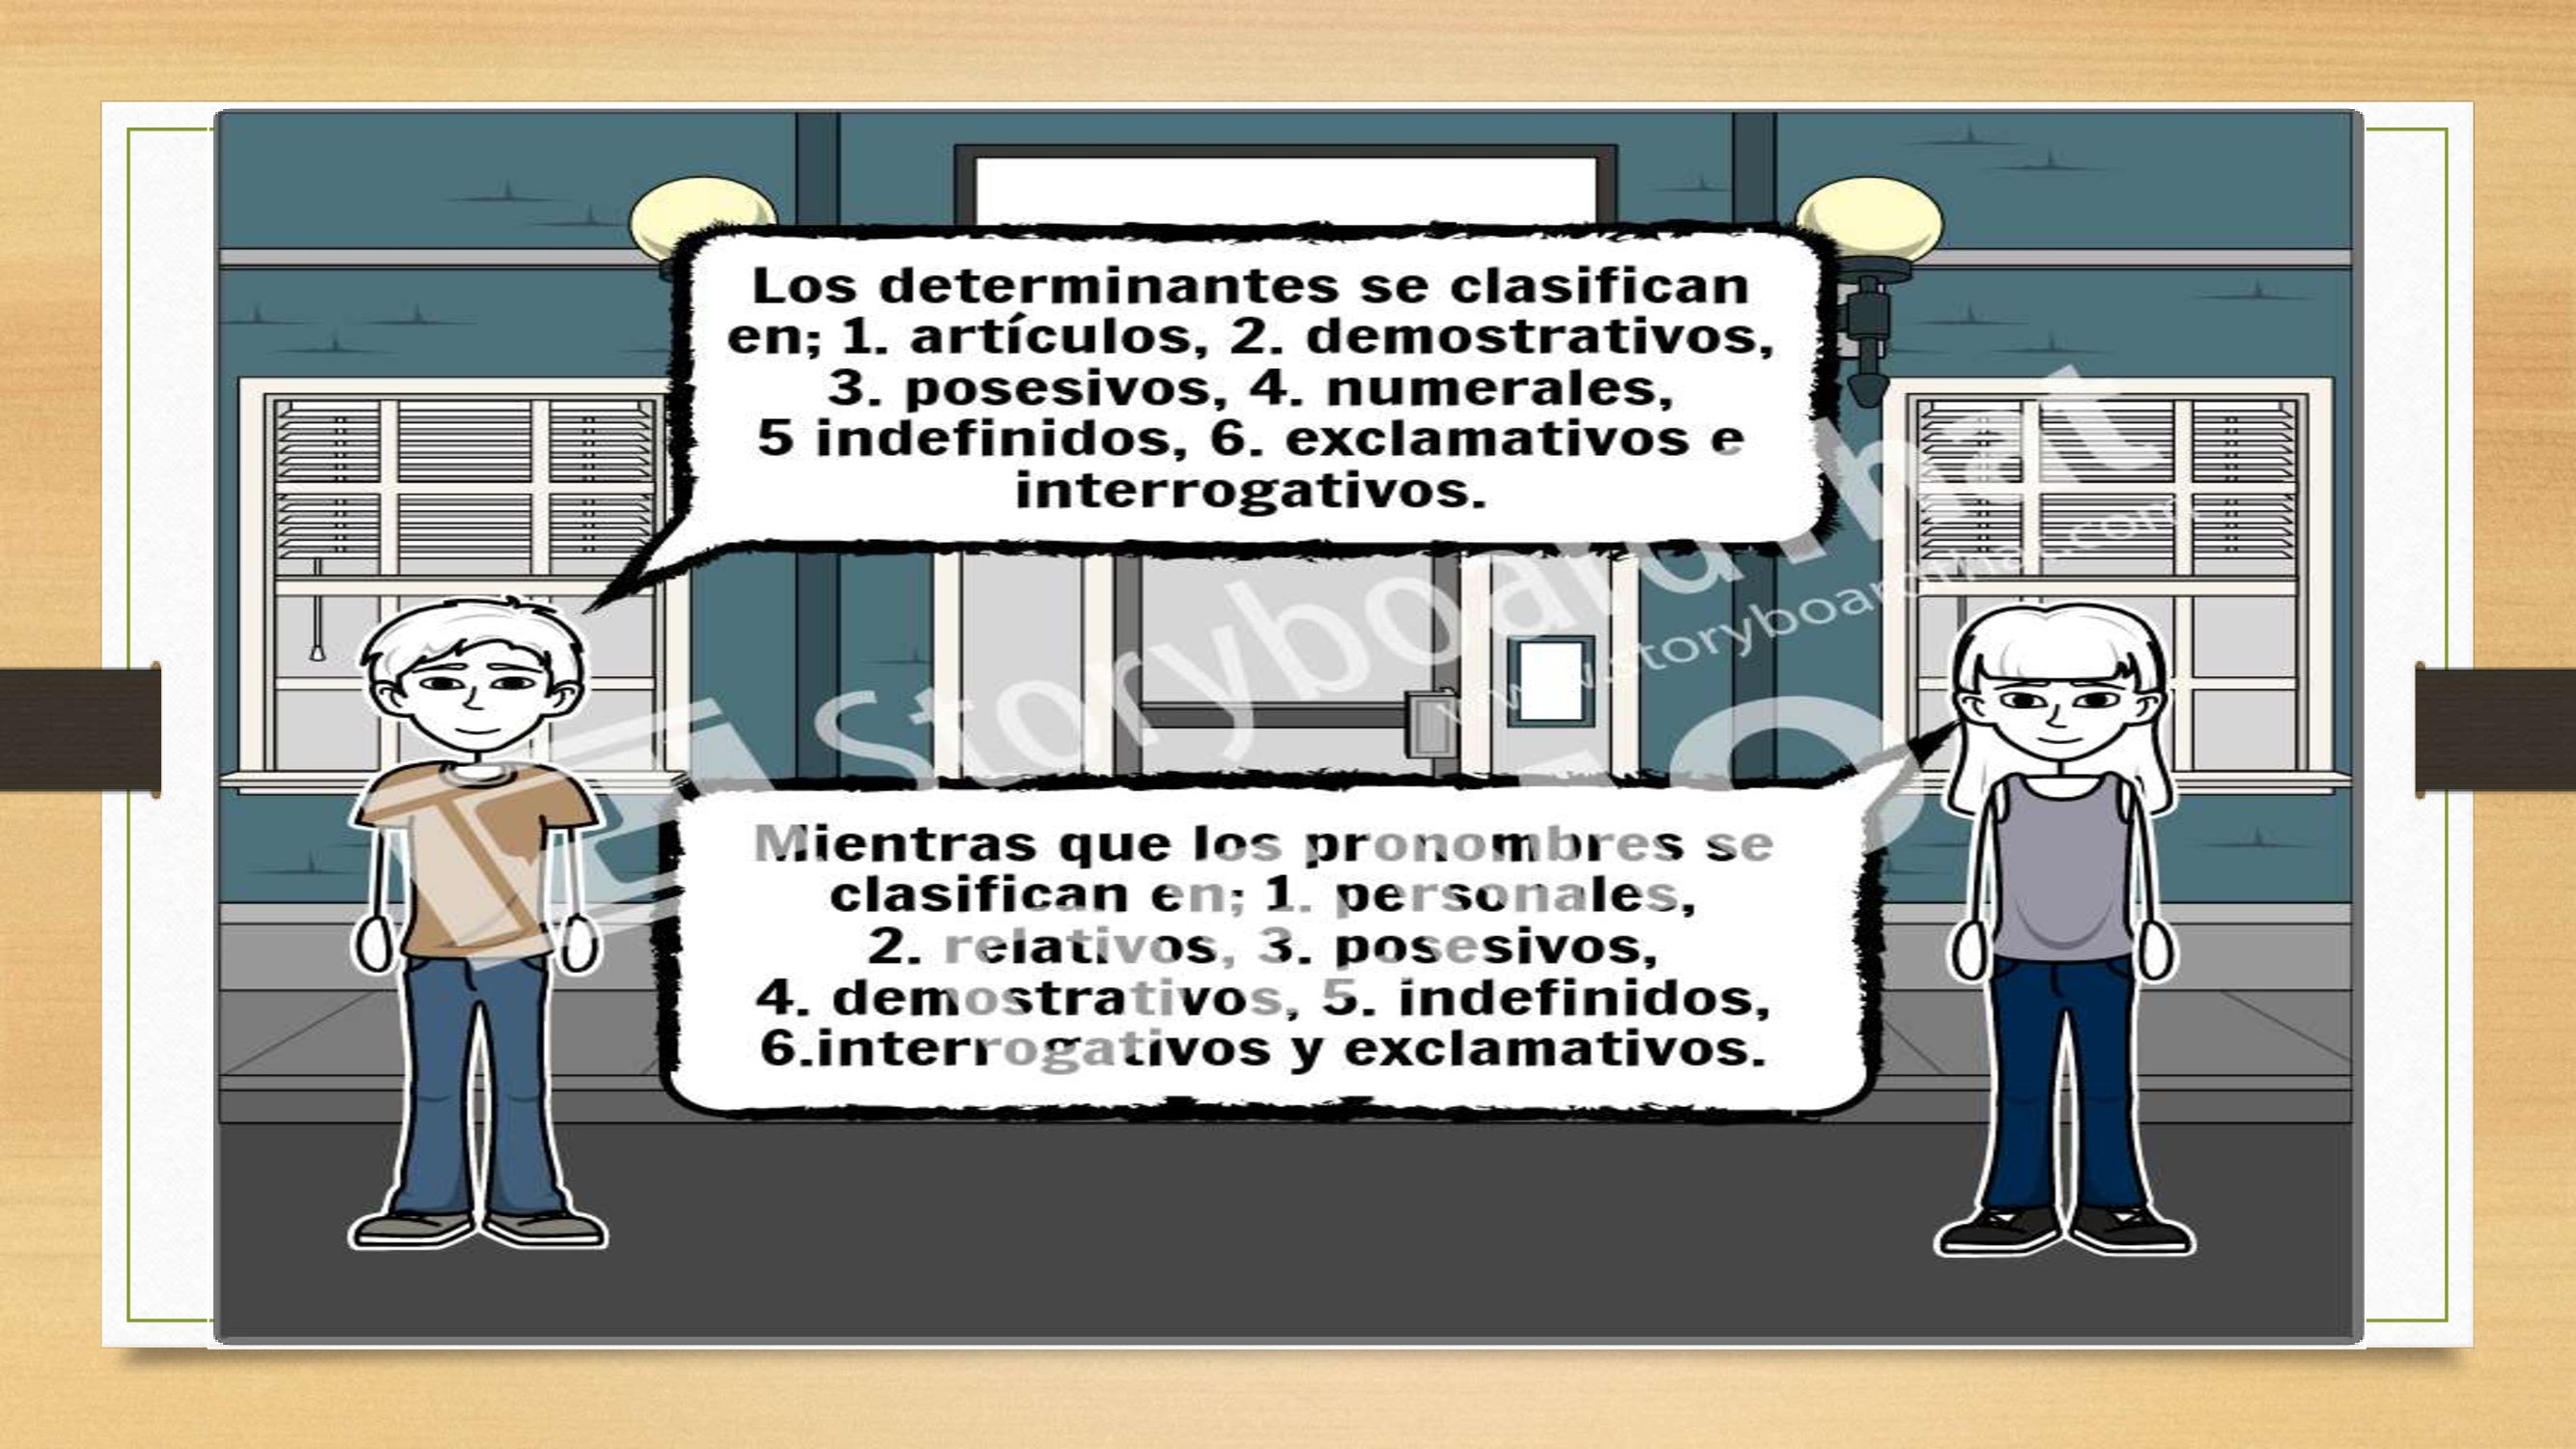 Los determinantes se clasifican
en; 1. artículos, 2. demostrativos,
3. posesivos, 4. numerales,
5 indefinidos, 6. exclamativos e
interrogativos.
Storyboard That
www.storyboardthat.com
Mientras que los pronombres se
clasifican en; 1. personales,
2. relativos, 3. posesivos,
4. demostrativos, 5. indefinidos,
6.interrogativos y exclamativos.